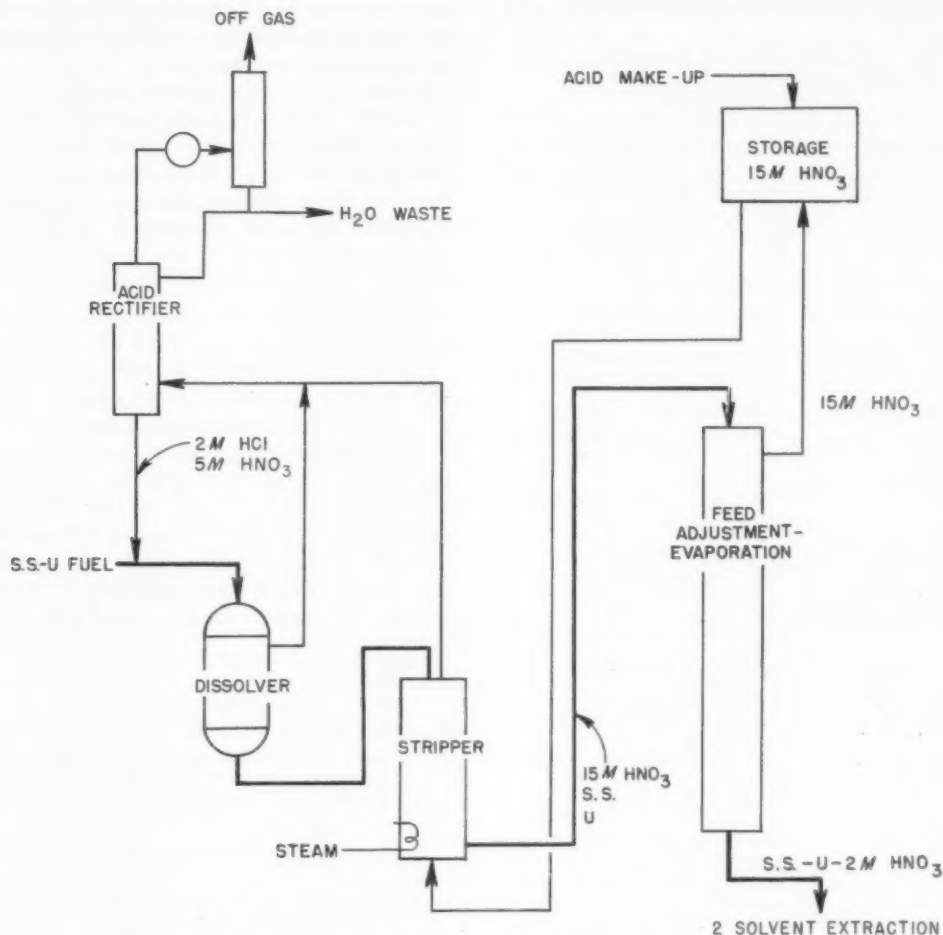 OFF GAS
ACID MAKE-UP
STORAGE
15M HNO₃
H₂O WASTE
ACID
RECTIFIER
15M HNO₃
2M HCl
5M HNO₃
FEED
ADJUSTMENT-
EVAPORATION
S.S.-U FUEL
DISSOLVER
STRIPPER
15M HNO₃
S.S.
U
STEAM
S.S.-U-2M HNO₃
2 SOLVENT EXTRACTION